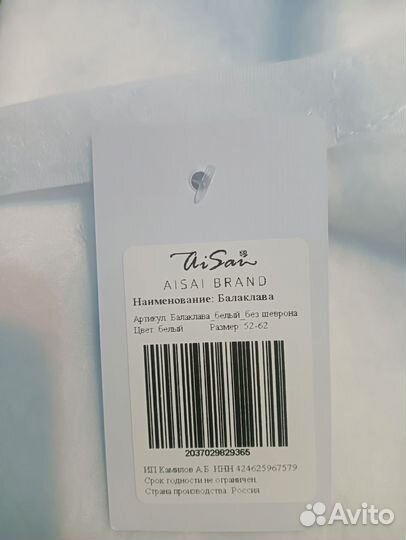 AiSai
AISAI BRAND
Наименование: Балаклава
Артикул: Балаклава_белый_без шеврона
Цвет: белый Размер: 52-62
2037029829365
ИП Камилов А.Б. ИНН 424625967579
Срок годности не ограничен.
Страна производства: Россия
Avito